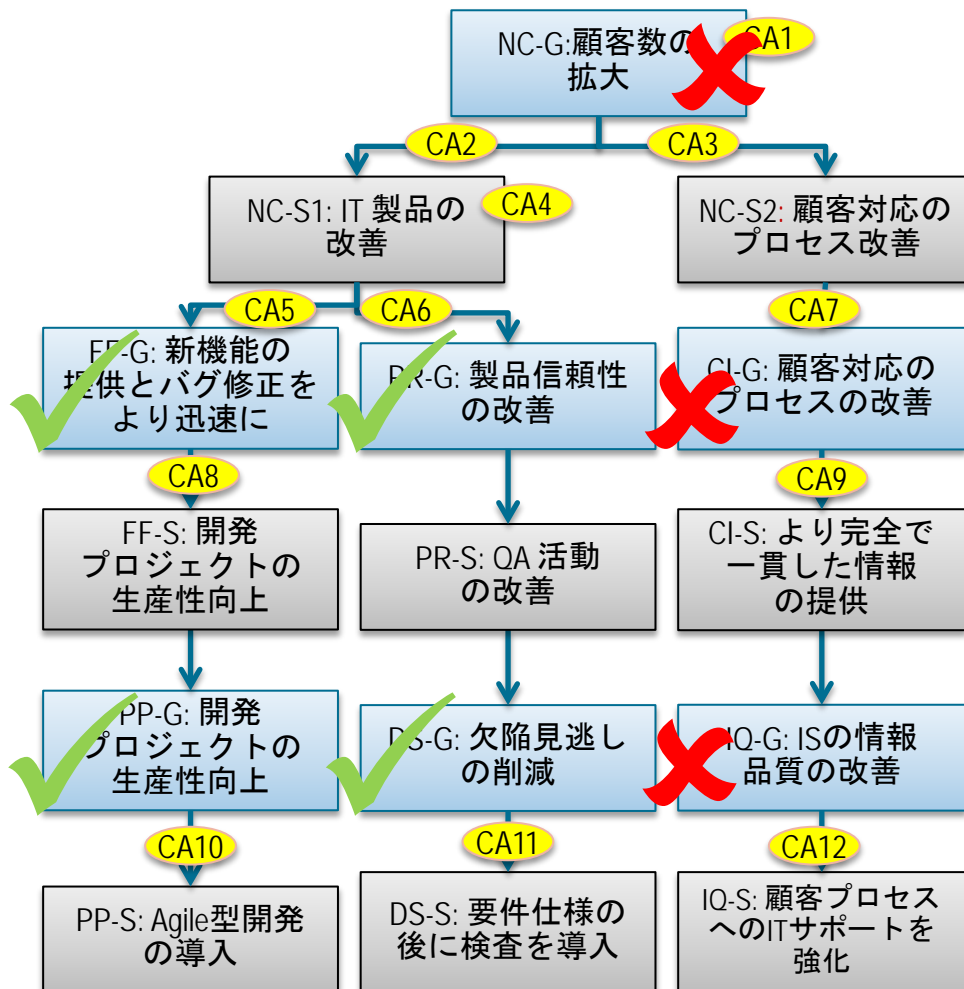 NC-G:顧客数の
拡大
CA1
CA2
CA3
NC-S1: IT 製品の
改善
CA4
NC-S2: 顧客対応の
プロセス改善
CA5
CA6
CA7
FF-G: 新機能の
提供とバグ修正を
より迅速に
PR-G: 製品信頼性
の改善
CI-G: 顧客対応の
プロセスの改善
CA8
CA9
FF-S: 開発
プロジェクトの
生産性向上
PR-S: QA 活動
の改善
CI-S: より完全で
一貫した情報
の提供
PP-G: 開発
プロジェクトの
生産性向上
DS-G: 欠陥見逃し
の削減
IQ-G: ISの情報
品質の改善
CA10
CA11
CA12
PP-S: Agile型開発
の導入
DS-S: 要件仕様の
後に検査を導入
IQ-S: 顧客プロセス
へのITサポートを
強化